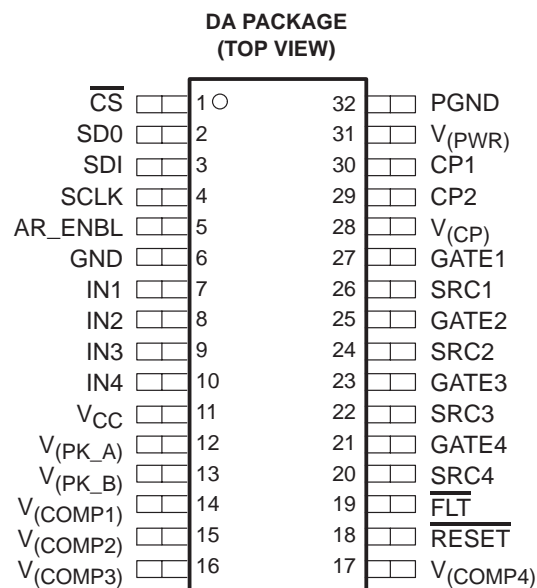 DA PACKAGE
(TOP VIEW)
C̅S̅ 1 32 PGND
SD0 2 31 V(PWR)
SDI 3 30 CP1
SCLK 4 29 CP2
AR_ENBL 5 28 V(CP)
GND 6 27 GATE1
IN1 7 26 SRC1
IN2 8 25 GATE2
IN3 9 24 SRC2
IN4 10 23 GATE3
VCC 11 22 SRC3
V(PK_A) 12 21 GATE4
V(PK_B) 13 20 SRC4
V(COMP1) 14 19 F̅L̅T̅
V(COMP2) 15 18 R̅E̅S̅E̅T̅
V(COMP3) 16 17 V(COMP4)